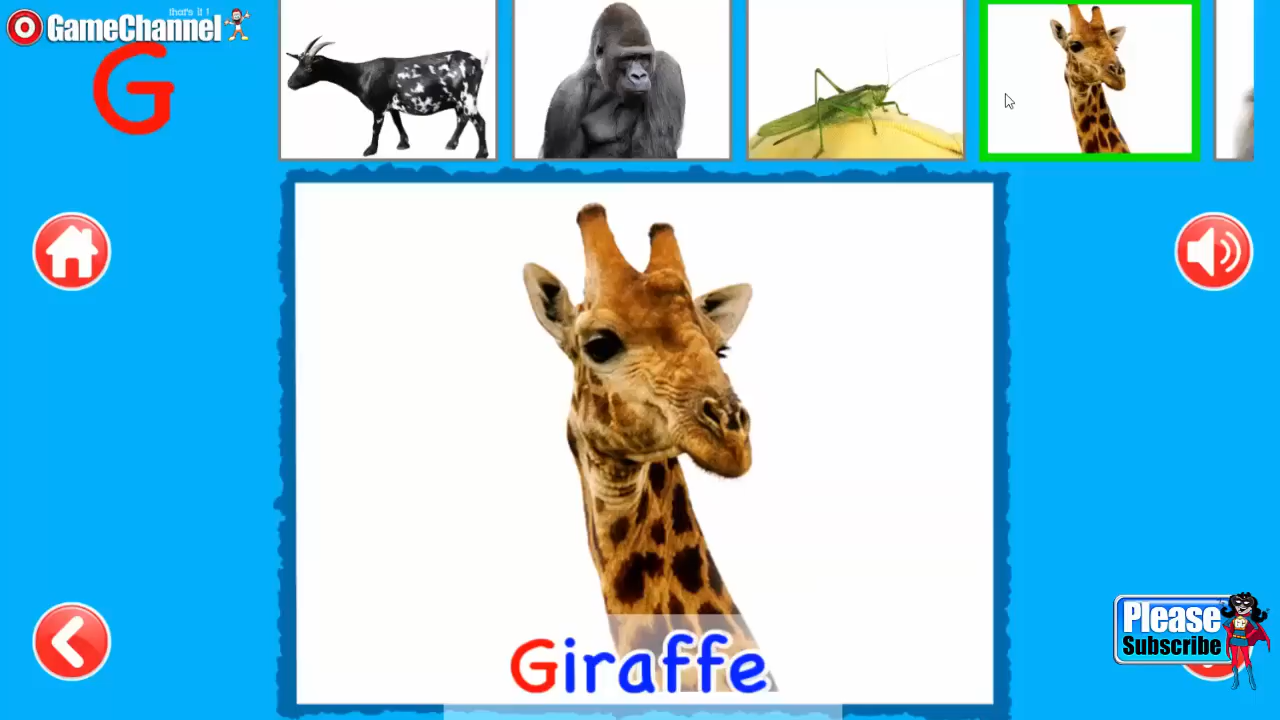 that's it !
GameChannel
G
Giraffe
Please
Subscribe